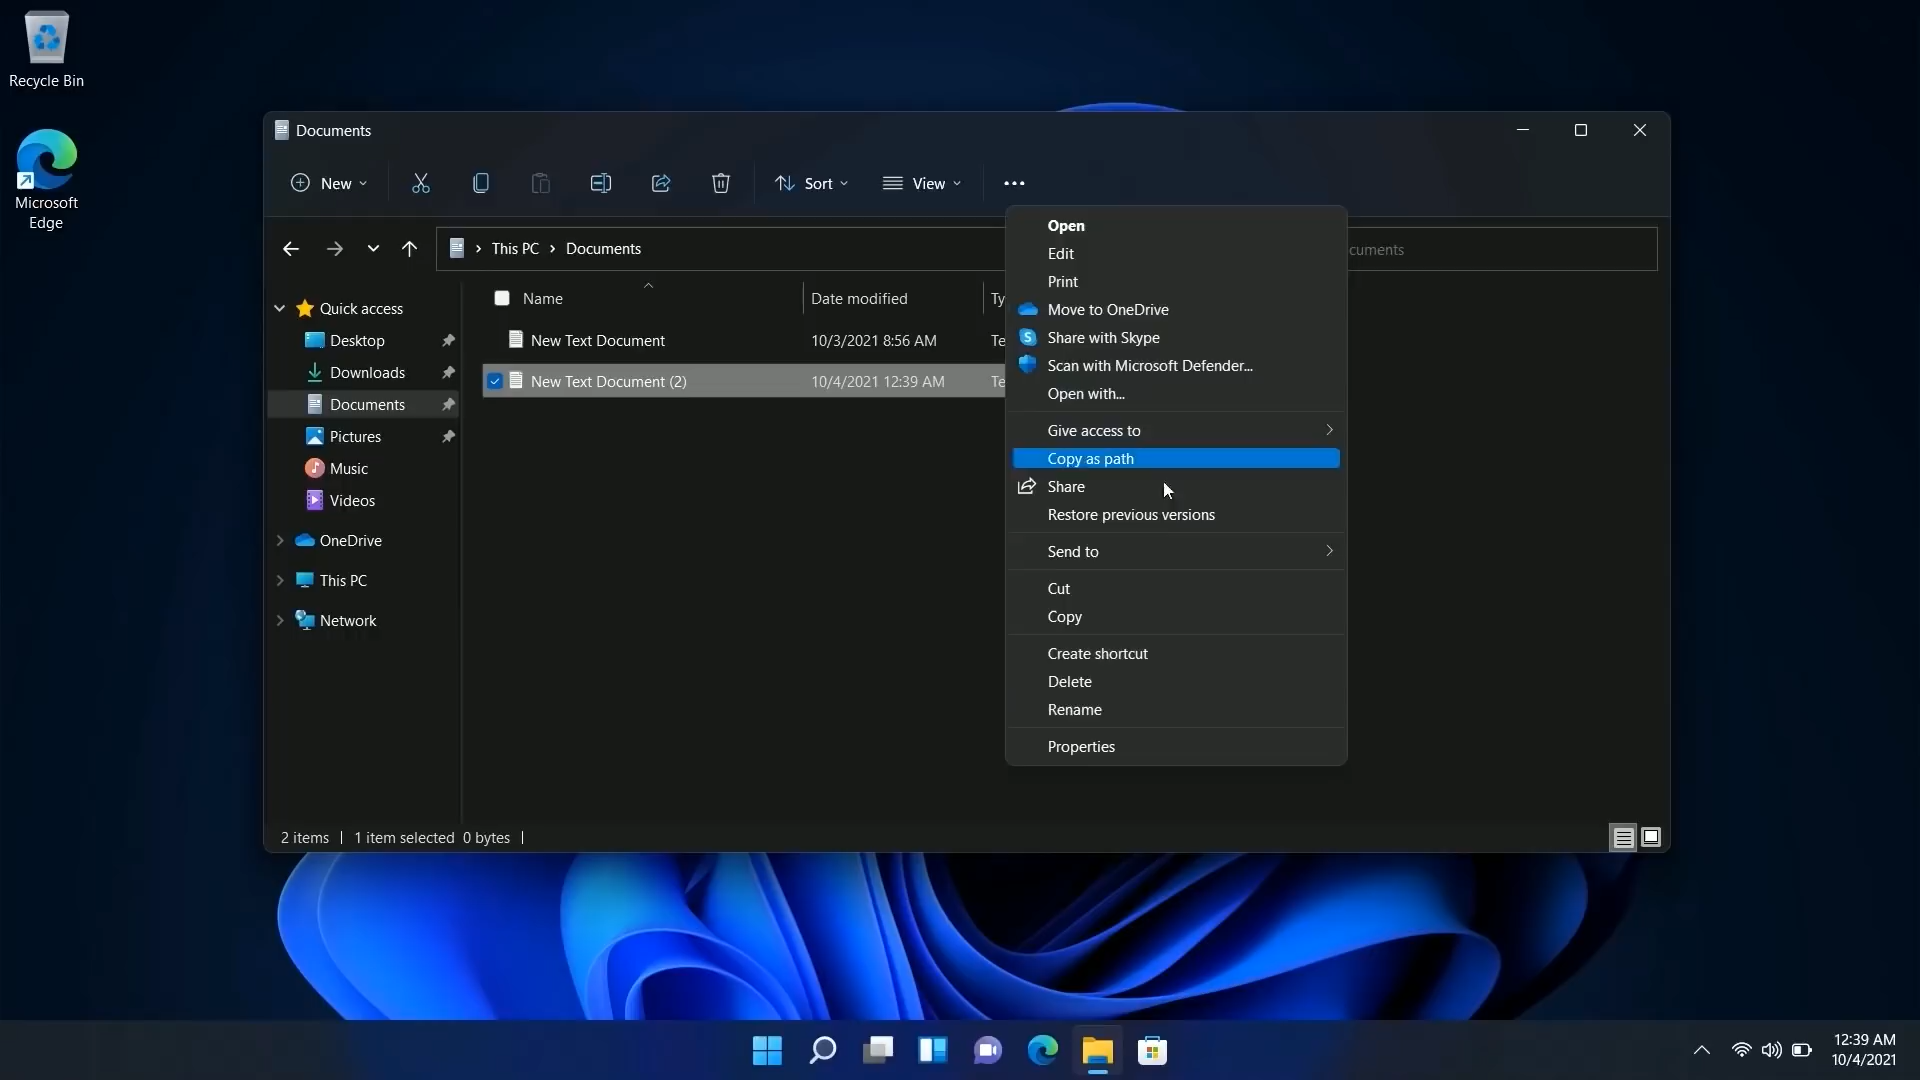 Recycle Bin
Microsoft
Edge
Documents
New
Sort
View
This PC
Documents
cuments
Quick access
Desktop
Downloads
Documents
Pictures
Music
Videos
OneDrive
This PC
Network
Name
Date modified
Ty
New Text Document
10/3/2021 8:56 AM
Te
New Text Document (2)
10/4/2021 12:39 AM
Te
Open
Edit
Print
Move to OneDrive
Share with Skype
Scan with Microsoft Defender...
Open with...
Give access to
Copy as path
Share
Restore previous versions
Send to
Cut
Copy
Create shortcut
Delete
Rename
Properties
2 items | 1 item selected 0 bytes |
12:39 AM
10/4/2021